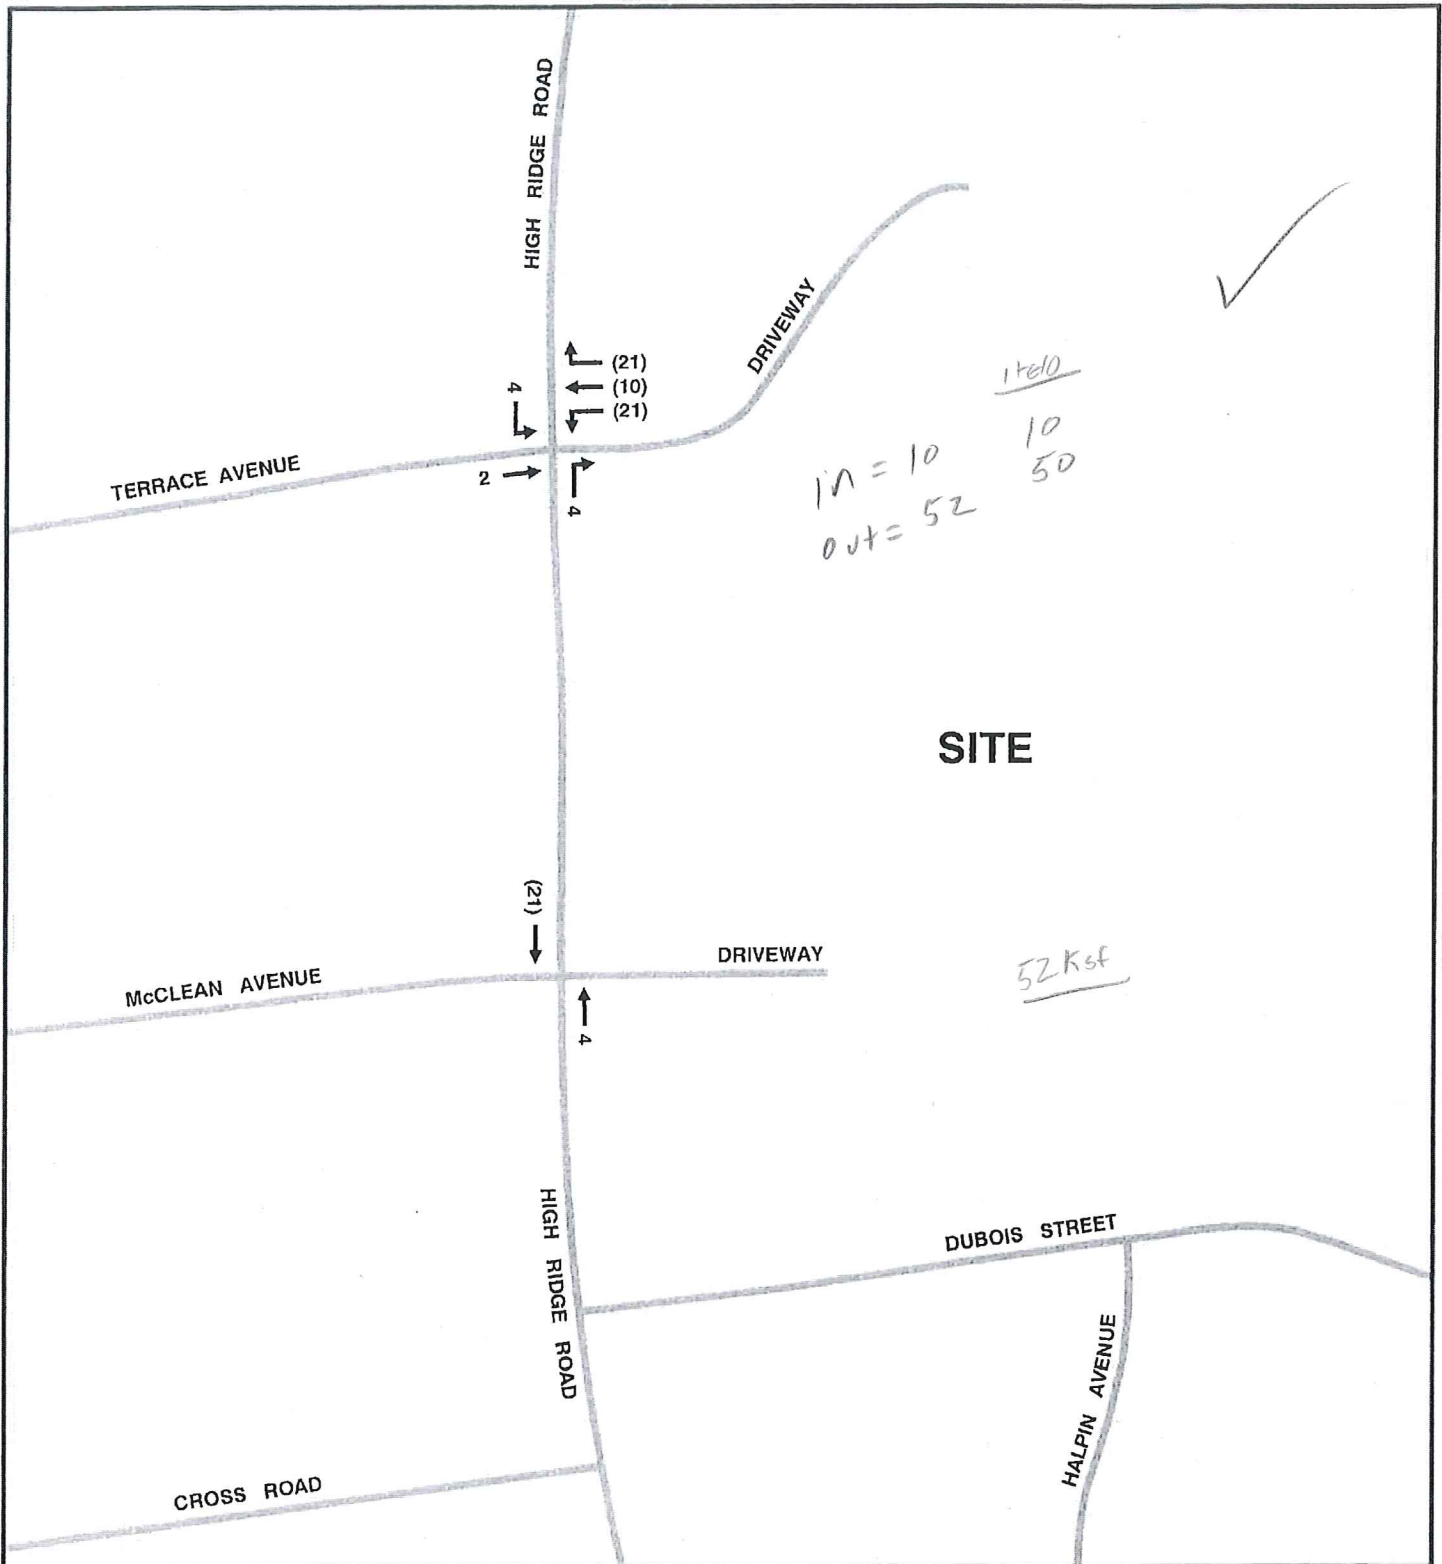 HIGH RIDGE ROAD
DRIVEWAY
(21)
(10)
(21)
4
TERRACE AVENUE
2
4
10
in = 10
50
out = 52
SITE
(21)
McCLEAN AVENUE
DRIVEWAY
52 Ksf
4
HIGH RIDGE ROAD
DUBOIS STREET
HALPIN AVENUE
CROSS ROAD